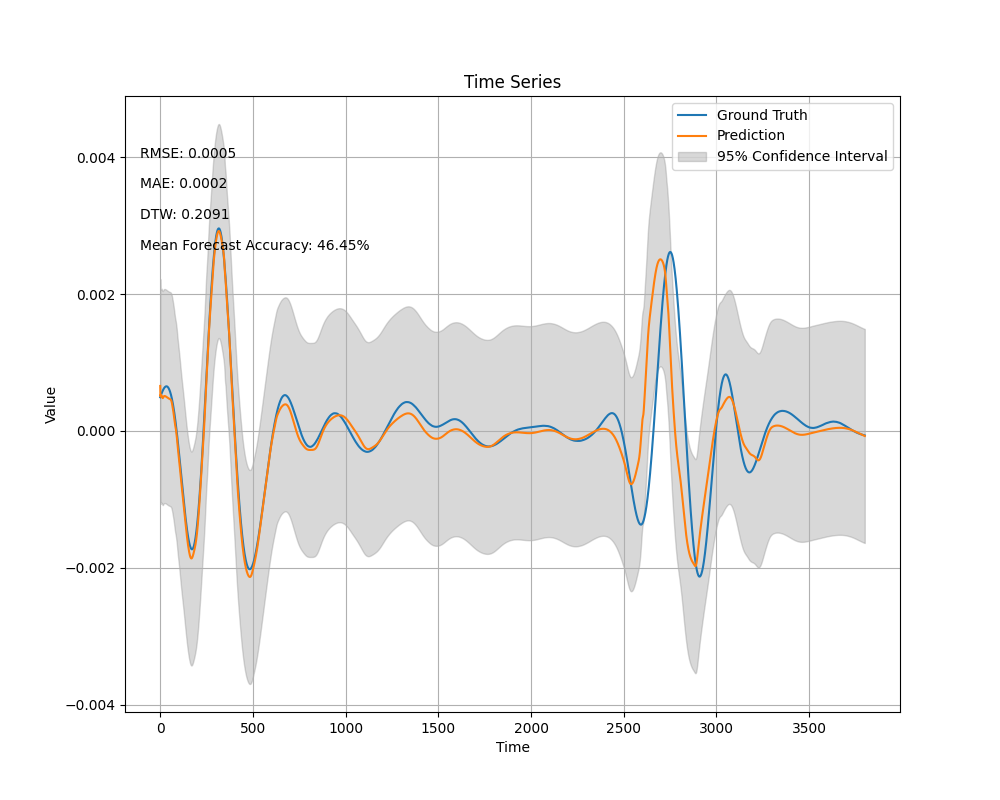 Time Series
Ground Truth
Prediction
95% Confidence Interval
RMSE: 0.0005
MAE: 0.0002
DTW: 0.2091
Mean Forecast Accuracy: 46.45%
0.004
0.002
0.000
−0.002
−0.004
Value
0 500 1000 1500 2000 2500 3000 3500
Time